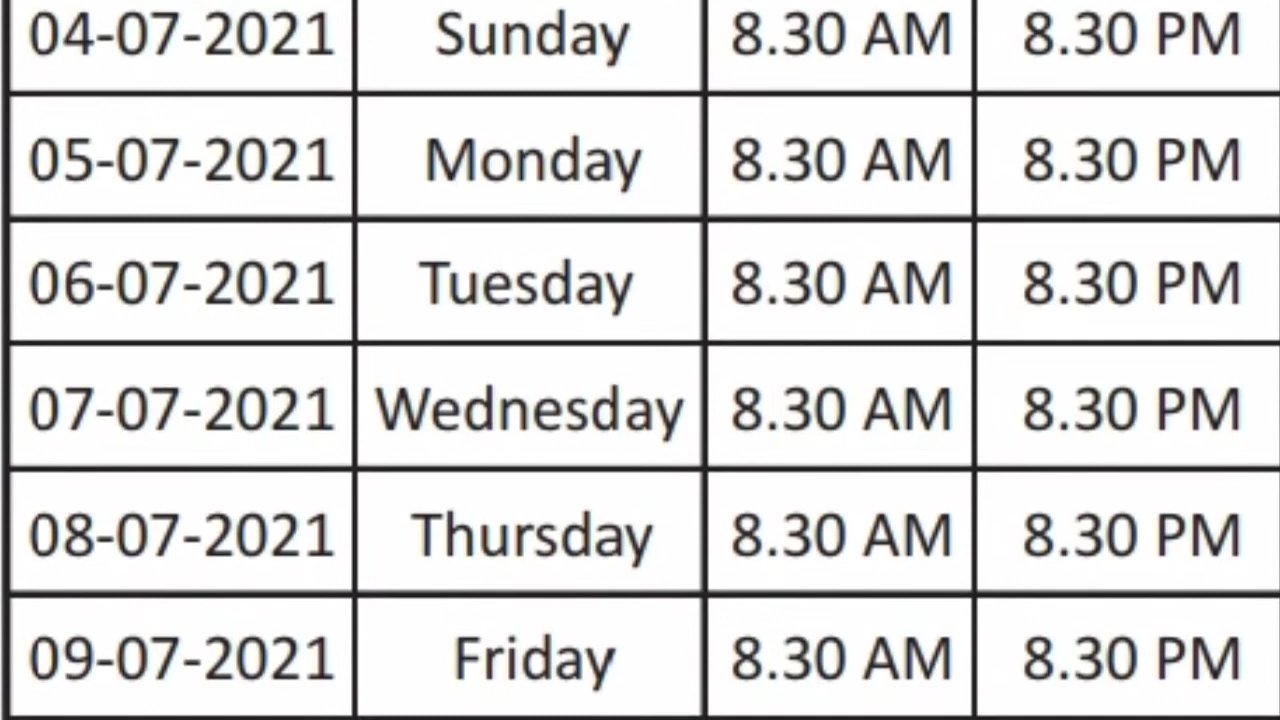 04-07-2021 Sunday 8.30 AM 8.30 PM
05-07-2021 Monday 8.30 AM 8.30 PM
06-07-2021 Tuesday 8.30 AM 8.30 PM
07-07-2021 Wednesday 8.30 AM 8.30 PM
08-07-2021 Thursday 8.30 AM 8.30 PM
09-07-2021 Friday 8.30 AM 8.30 PM